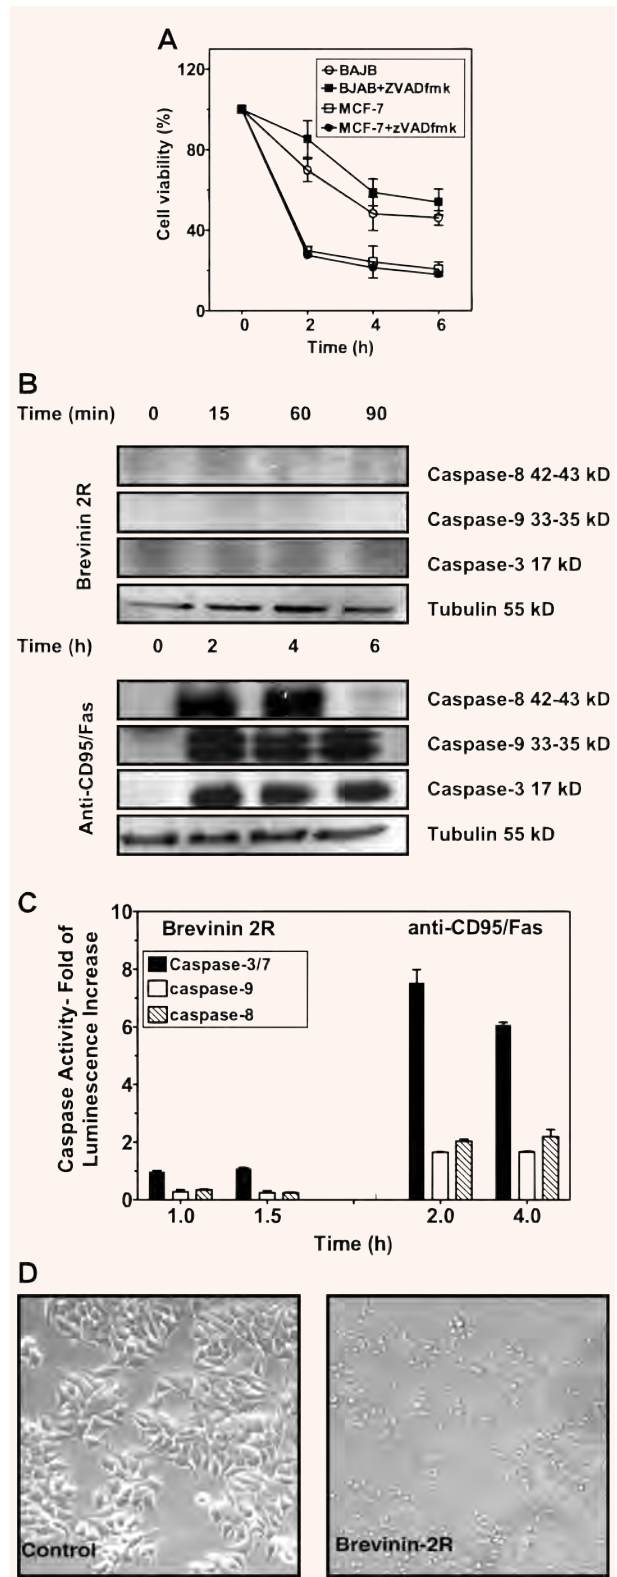 A
120
80
40
0
Cell viability (%)
BAJB
BJAB+ZVADfmk
MCF-7
MCF-7+zVADfmk
0 2 4 6
Time (h)
B
Time (min) 0 15 60 90
Brevinin 2R
Caspase-8 42-43 kD
Caspase-9 33-35 kD
Caspase-3 17 kD
Tubulin 55 kD
Time (h) 0 2 4 6
Anti-CD95/Fas
Caspase-8 42-43 kD
Caspase-9 33-35 kD
Caspase-3 17 kD
Tubulin 55 kD
C
Caspase Activity- Fold of
Luminescence Increase
10
8
6
4
2
0
Brevinin 2R anti-CD95/Fas
Caspase-3/7
caspase-9
caspase-8
1.0 1.5 2.0 4.0
Time (h)
D
Control
Brevinin-2R